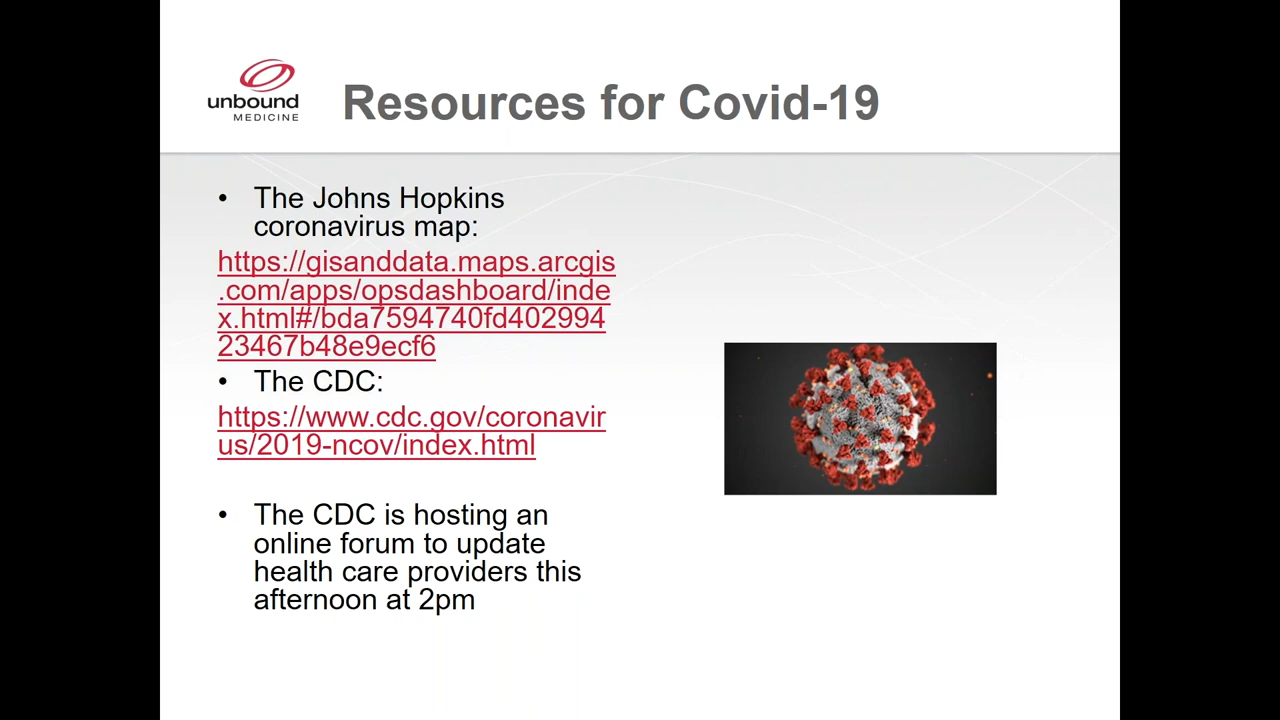 unbound
MEDICINE
Resources for Covid-19
• The Johns Hopkins
coronavirus map:
https://gisanddata.maps.arcgis
.com/apps/opsdashboard/inde
x.html#/bda7594740fd402994
23467b48e9ecf6
• The CDC:
https://www.cdc.gov/coronavir
us/2019-ncov/index.html
• The CDC is hosting an
online forum to update
health care providers this
afternoon at 2pm